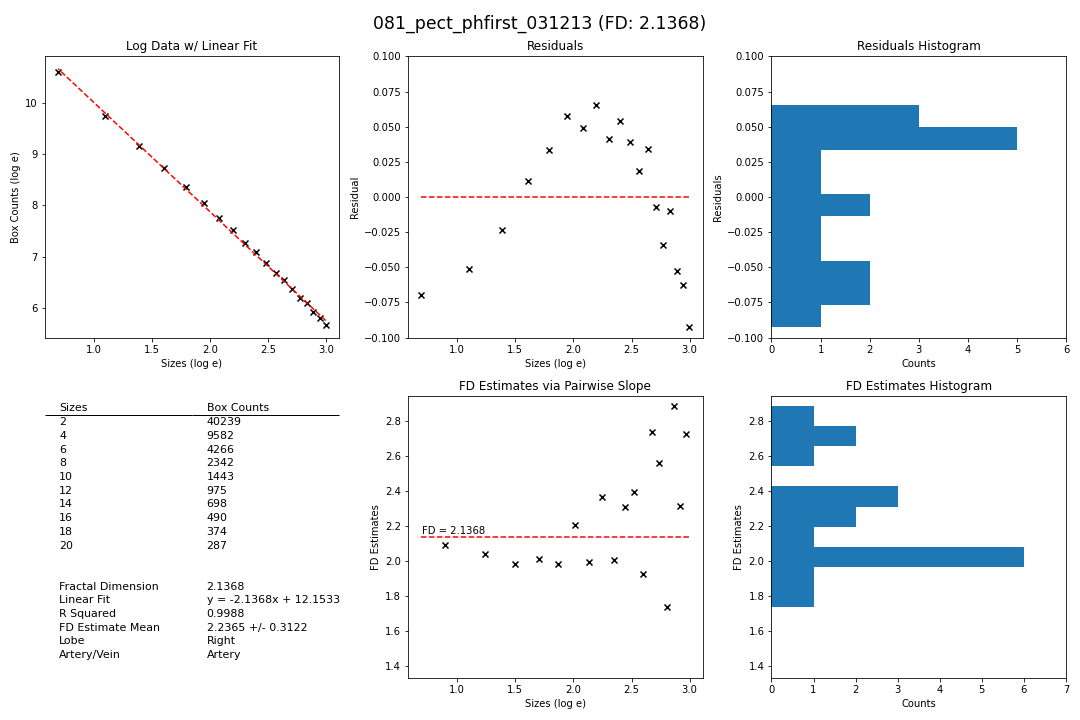 081_pect_phfirst_031213 (FD: 2.1368)
Log Data w/ Linear Fit
Box Counts (log e)
10
9
8
7
6
1.0 1.5 2.0 2.5 3.0
Sizes (log e)
Residuals
Residual
0.100
0.075
0.050
0.025
0.000
−0.025
−0.050
−0.075
−0.100
1.0 1.5 2.0 2.5 3.0
Sizes (log e)
Residuals Histogram
Residuals
0.100
0.075
0.050
0.025
0.000
−0.025
−0.050
−0.075
−0.100
0 1 2 3 4 5 6
Counts
Sizes Box Counts
2 40239
4 9582
6 4266
8 2342
10 1443
12 975
14 698
16 490
18 374
20 287
Fractal Dimension 2.1368
Linear Fit y = -2.1368x + 12.1533
R Squared 0.9988
FD Estimate Mean 2.2365 +/- 0.3122
Lobe Right
Artery/Vein Artery
FD Estimates via Pairwise Slope
FD Estimates
2.8
2.6
2.4
2.2
2.0
1.8
1.6
1.4
FD = 2.1368
1.0 1.5 2.0 2.5 3.0
Sizes (log e)
FD Estimates Histogram
FD Estimates
2.8
2.6
2.4
2.2
2.0
1.8
1.6
1.4
0 1 2 3 4 5 6 7
Counts